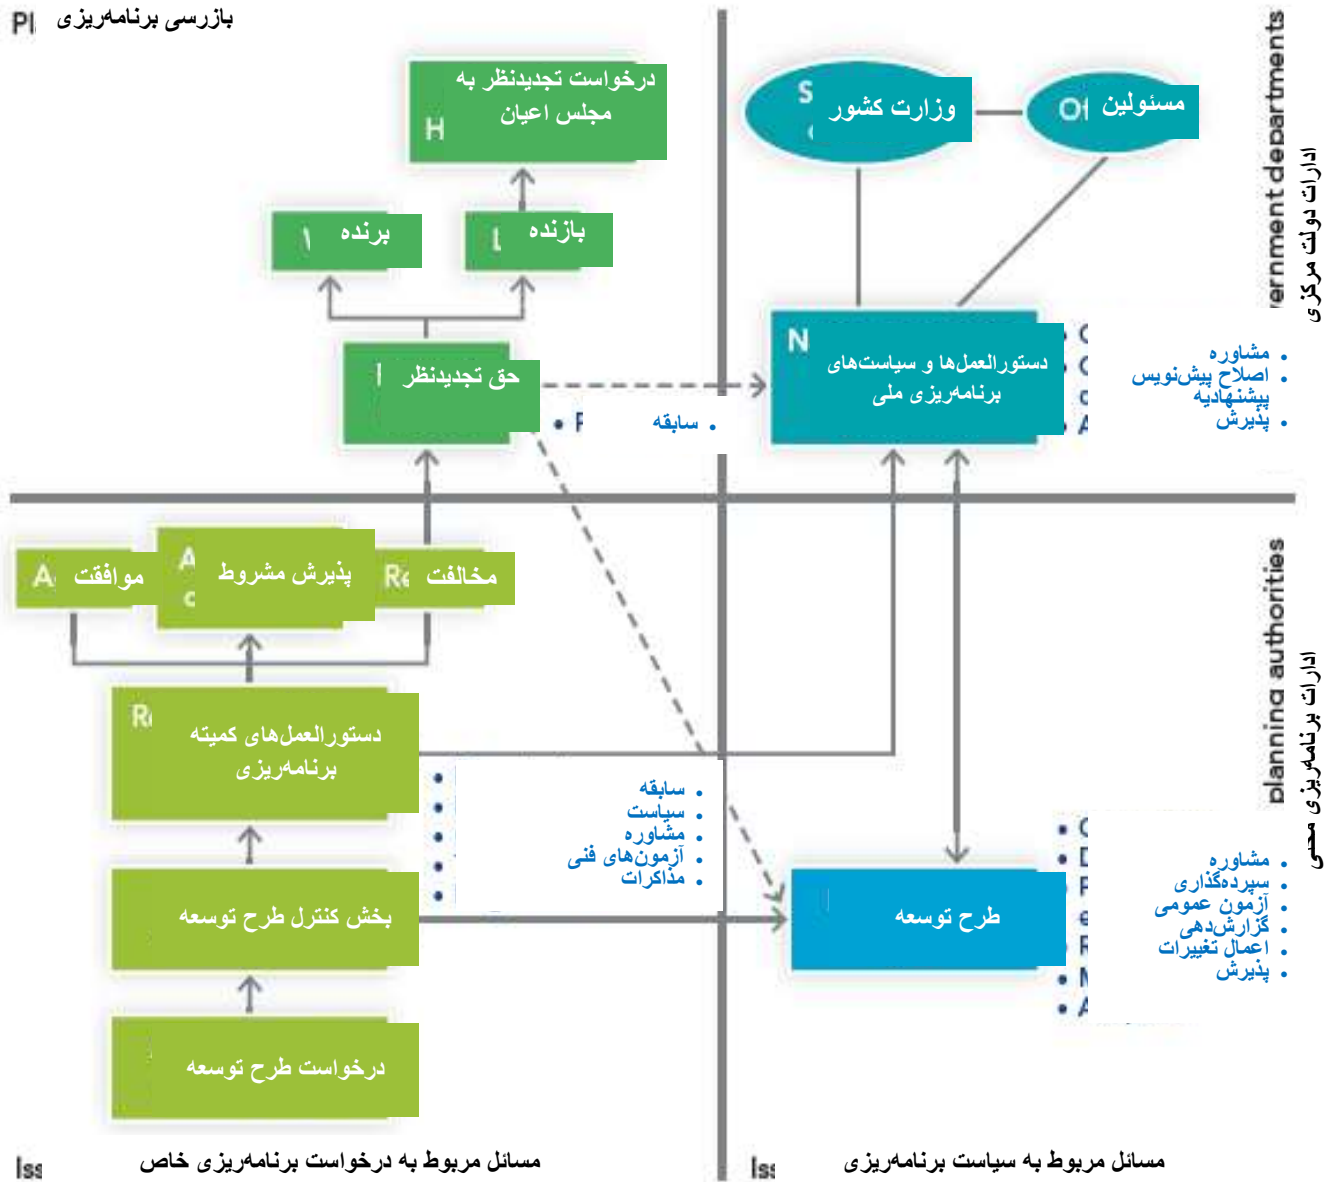 بازرسی برنامه‌ریزی
درخواست تجدیدنظر به
مجلس اعیان
وزارت کشور
مسئولین
برنده
بازنده
ادارات دولت مرکزی
ernment departments
حق تجدیدنظر
• سابقه
دستورالعمل‌ها و سیاست‌های
برنامه‌ریزی ملی
• مشاوره
• اصلاح پیش‌نویس
پیشنهادیه
• پذیرش
موافقت
پذیرش مشروط
مخالفت
دستورالعمل‌های کمیته
برنامه‌ریزی
• سابقه
• سیاست
• مشاوره
• آزمون‌های فنی
• مذاکرات
planning authorities
ادارات برنامه‌ریزی
بخش کنترل طرح توسعه
طرح توسعه
• مشاوره
• سپرده‌گذاری
• آزمون عمومی
• گزارش‌دهی
• اعمال تغییرات
• پذیرش
درخواست طرح توسعه
مسائل مربوط به درخواست برنامه‌ریزی خاص
مسائل مربوط به سیاست برنامه‌ریزی